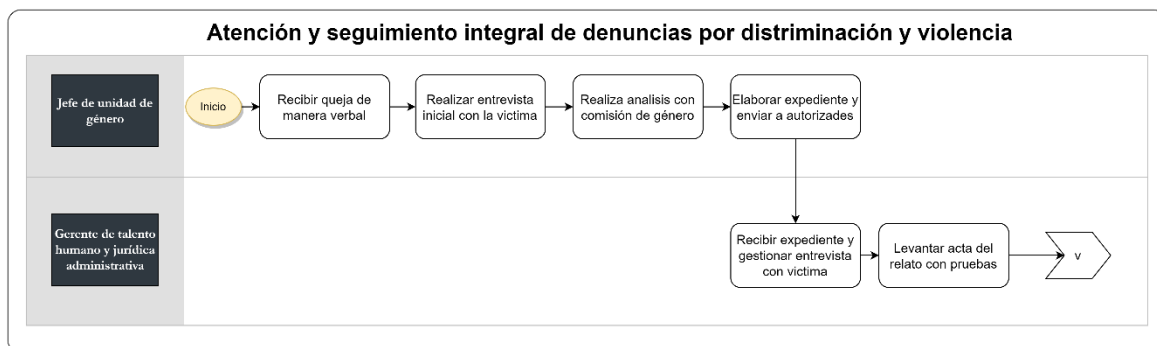 Atención y seguimiento integral de denuncias por distriminación y violencia
Jefe de unidad de
género
Inicio
Recibir queja de
manera verbal
Realizar entrevista
inicial con la victima
Realiza analisis con
comisión de género
Elaborar expediente y
enviar a autorizades
Gerente de talento
humano y jurídica
administrativa
Recibir expediente y
gestionar entrevista
con victima
Levantar acta del
relato con pruebas
v